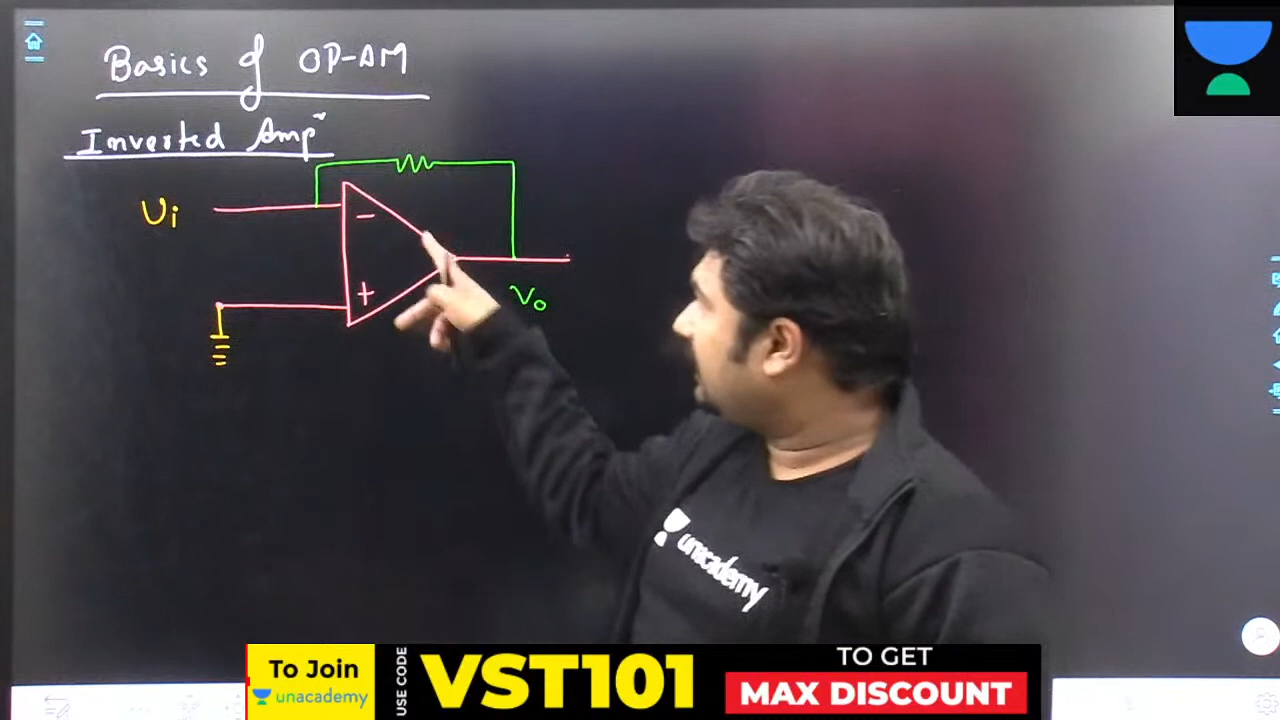 Basics of OP-AM
Inverted Amp
Vi
−
+
Vo
unacademy
To Join
unacademy
USE CODE
VST101
TO GET
MAX DISCOUNT